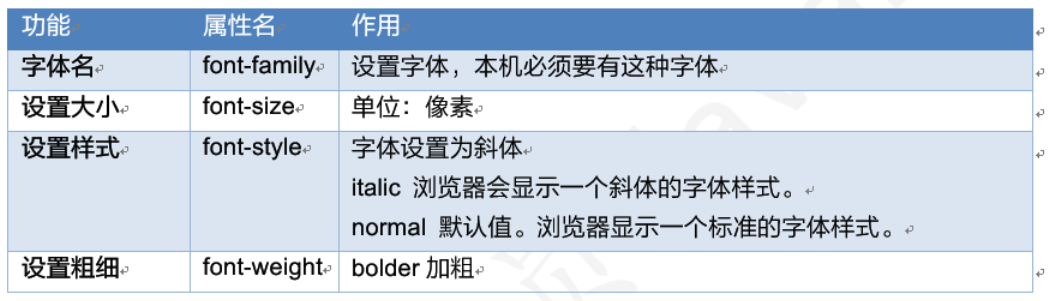 功能 属性名 作用
字体名 font-family 设置字体，本机必须要有这种字体
设置大小 font-size 单位：像素
设置样式 font-style 字体设置为斜体
italic 浏览器会显示一个斜体的字体样式。
normal 默认值。浏览器显示一个标准的字体样式。
设置粗细 font-weight bolder 加粗